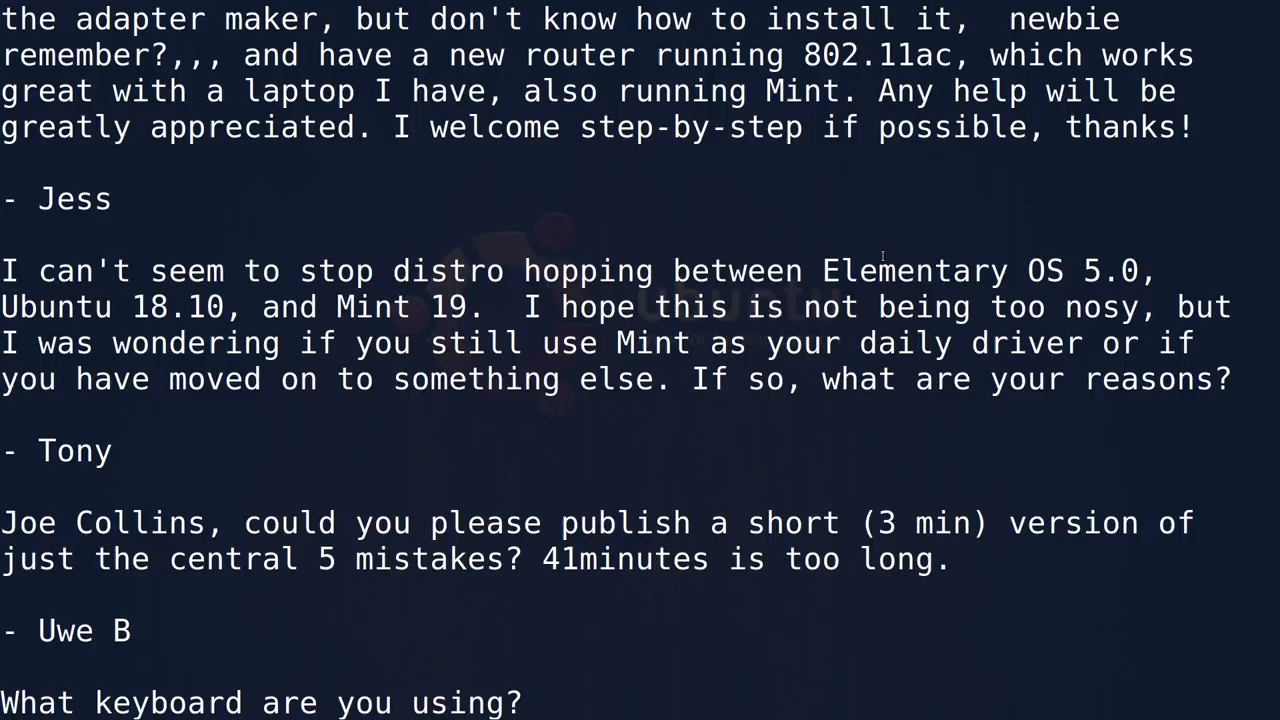 the adapter maker, but don't know how to install it,  newbie
remember?,,, and have a new router running 802.11ac, which works
great with a laptop I have, also running Mint. Any help will be
greatly appreciated. I welcome step-by-step if possible, thanks!
- Jess
I can't seem to stop distro hopping between Elementary OS 5.0,
Ubuntu 18.10, and Mint 19.  I hope this is not being too nosy, but
I was wondering if you still use Mint as your daily driver or if
you have moved on to something else. If so, what are your reasons?
- Tony
Joe Collins, could you please publish a short (3 min) version of
just the central 5 mistakes? 41minutes is too long.
- Uwe B
What keyboard are you using?
ubuntu